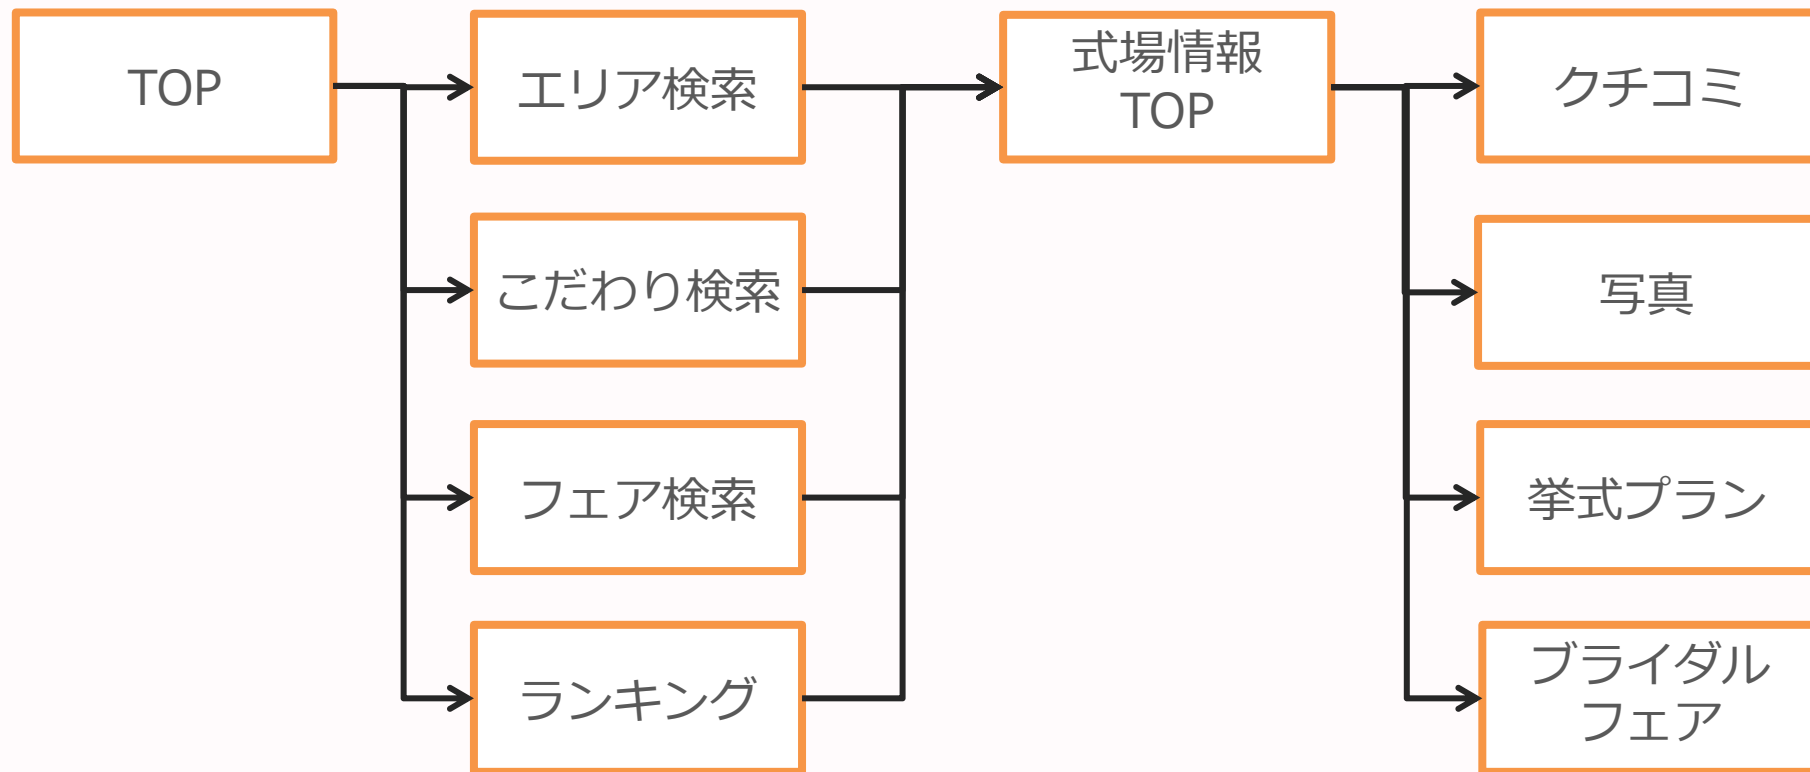 TOP
エリア検索
こだわり検索
フェア検索
ランキング
式場情報
TOP
クチコミ
写真
挙式プラン
ブライダル
フェア